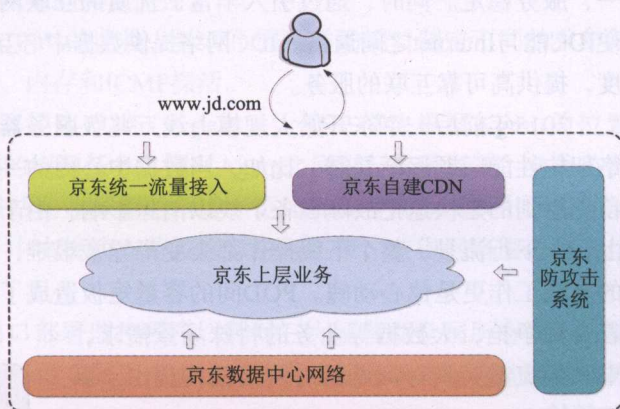 www.jd.com
京东统一流量接入
京东自建CDN
京东上层业务
京东
防攻击
系统
京东数据中心网络